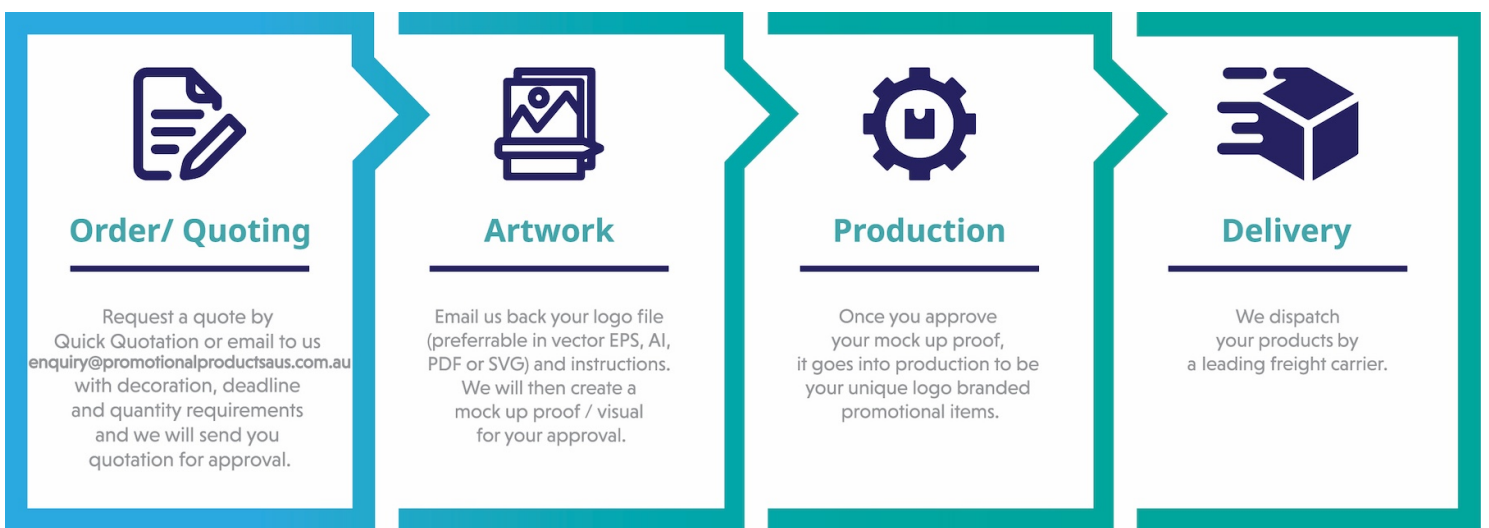 Order/ Quoting
Request a quote by
Quick Quotation or email to us
enquiry@promotionalproductsaus.com.au
with decoration, deadline
and quantity requirements
and we will send you
quotation for approval.
Artwork
Email us back your logo file
(preferrable in vector EPS, AI,
PDF or SVG) and instructions.
We will then create a
mock up proof / visual
for your approval.
Production
Once you approve
your mock up proof,
it goes into production to be
your unique logo branded
promotional items.
Delivery
We dispatch
your products by
a leading freight carrier.